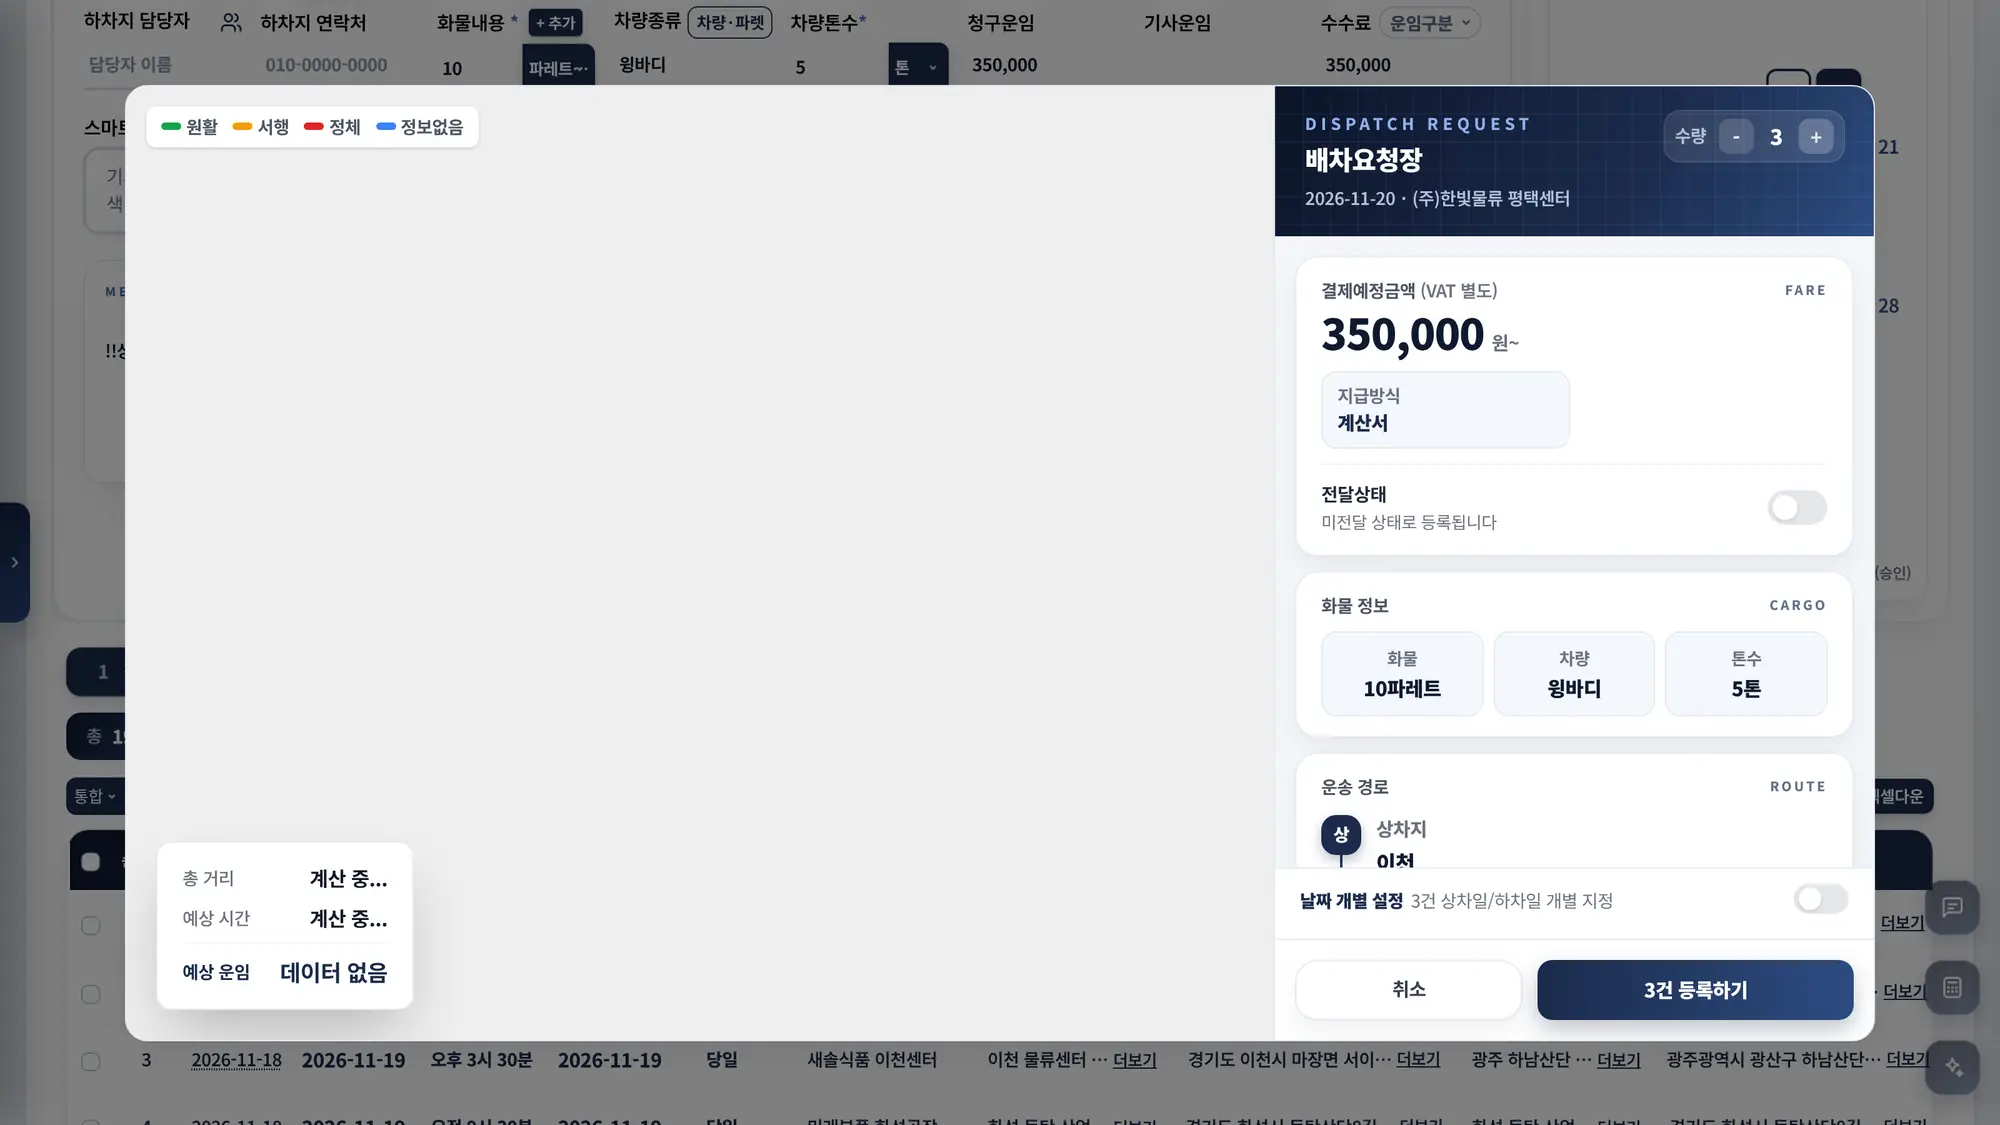 하차지 담당자 하차지 연락처 화물내용 * + 추가 차량종류 차량·파렛 차량톤수* 청구운임 기사운임 수수료 운임구분
담당자 이름 010-0000-0000 10 파레트··· 윙바디 5 톤 350,000 350,000
원활 서행 정체 정보없음
DISPATCH REQUEST
배차요청장
2026-11-20 · (주)한빛물류 평택센터
수량 - 3 +
21
28
결제예정금액 (VAT 별도) FARE
350,000 원~
지급방식
계산서
전달상태
미전달 상태로 등록됩니다
(승인)
화물 정보 CARGO
화물 차량 톤수
10파레트 윙바디 5톤
운송 경로 ROUTE
상 상차지
이천
1
총
통합
총 거리 계산 중...
예상 시간 계산 중...
예상 운임 데이터 없음
날짜 개별 설정 3건 상차일/하차일 개별 지정
취소 3건 등록하기
더보기
더보기
3 2026-11-18 2026-11-19 오후 3시 30분 2026-11-19 당일 새솔식품 이천센터 이천 물류센터 ··· 더보기 경기도 이천시 마장면 서이··· 더보기 광주 하남산단 ··· 더보기 광주광역시 광산구 하남산단··· 더보기